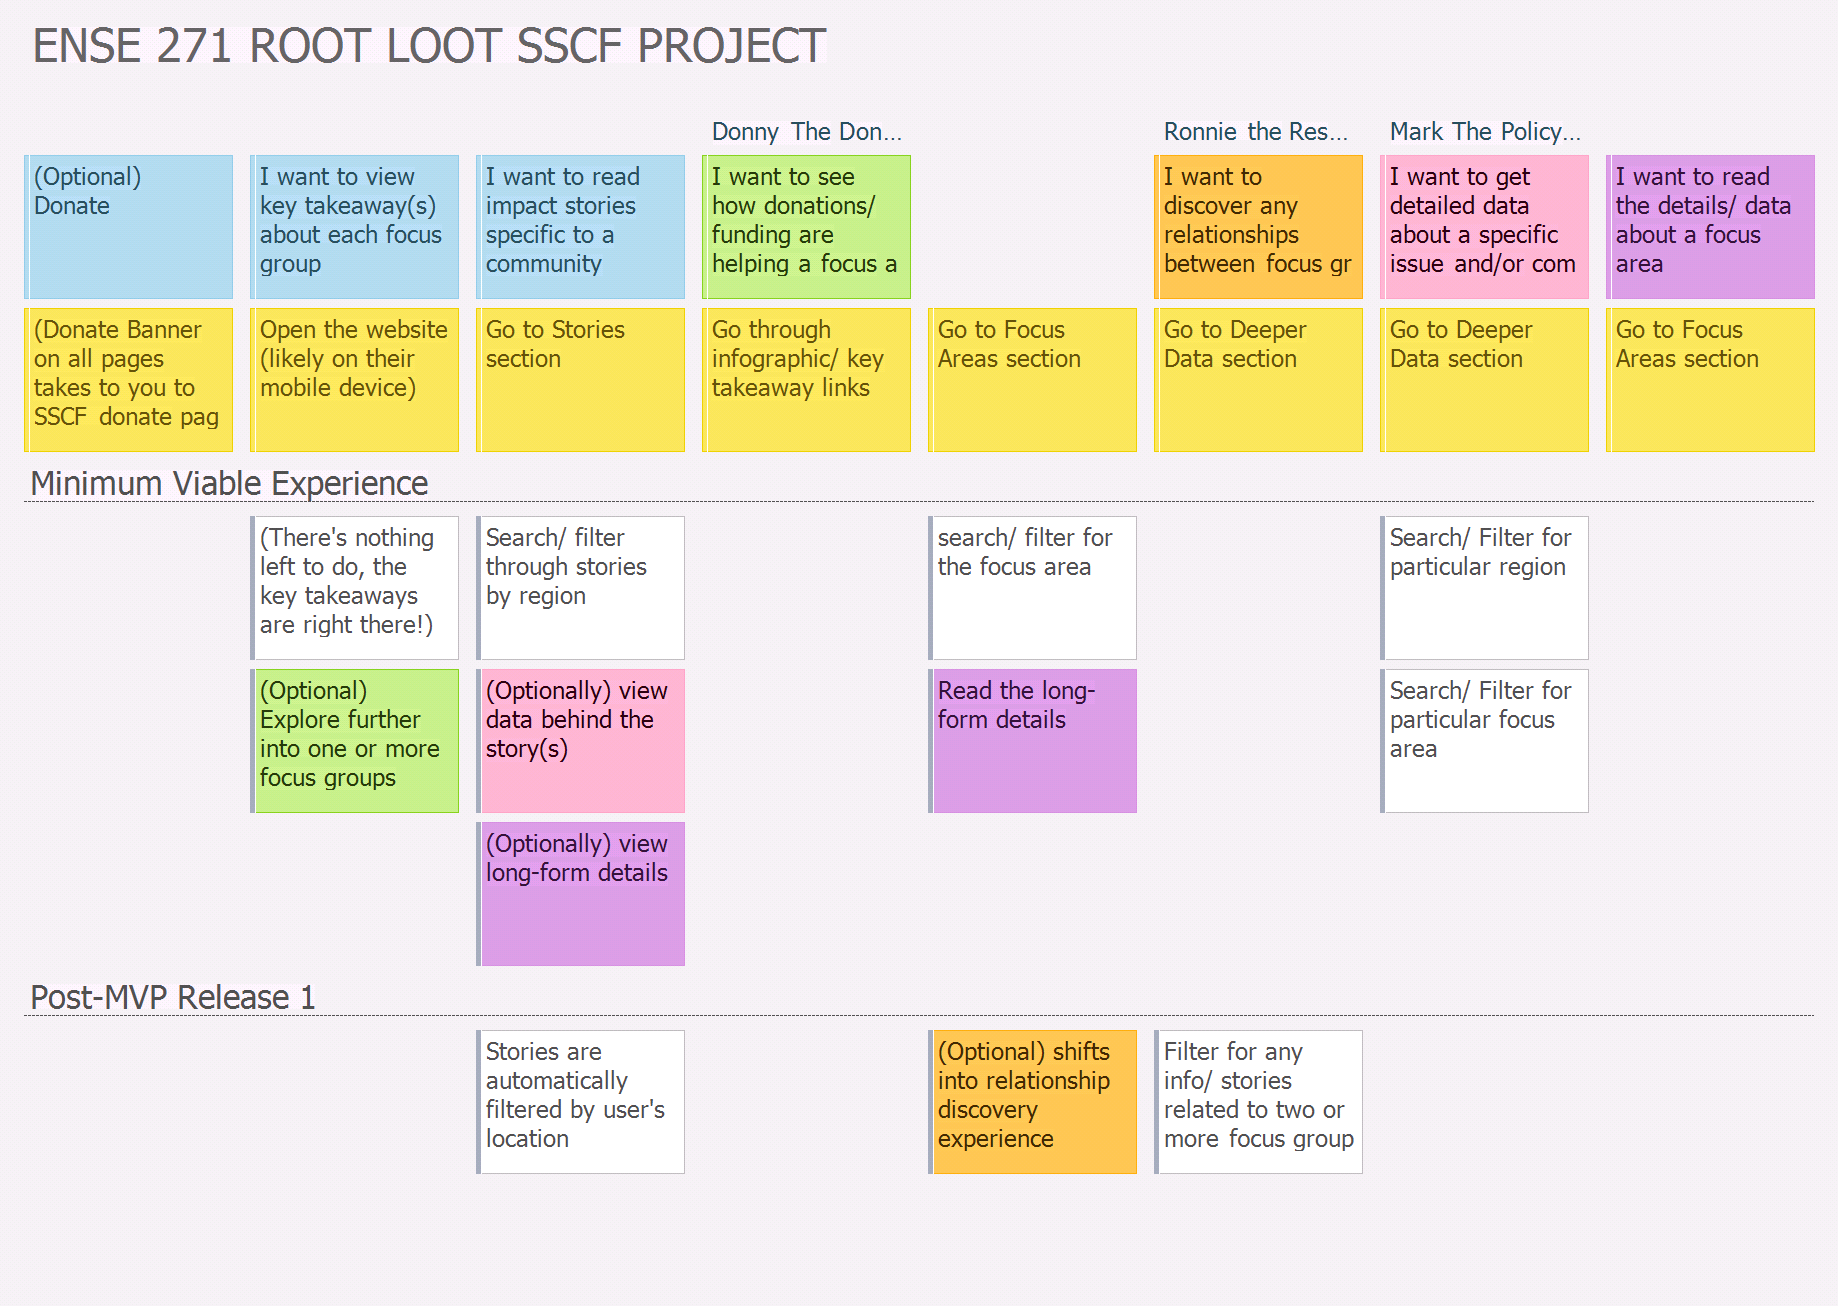 ENSE 271 ROOT LOOT SSCF PROJECT
Donny The Don...
Ronnie the Res...
Mark The Policy...
(Optional)
Donate
I want to view
key takeaway(s)
about each focus
group
I want to read
impact stories
specific to a
community
I want to see
how donations/
funding are
helping a focus a
I want to
discover any
relationships
between focus gr
I want to get
detailed data
about a specific
issue and/or com
I want to read
the details/ data
about a focus
area
(Donate Banner
on all pages
takes to you to
SSCF donate pag
Open the website
(likely on their
mobile device)
Go to Stories
section
Go through
infographic/ key
takeaway links
Go to Focus
Areas section
Go to Deeper
Data section
Go to Deeper
Data section
Go to Focus
Areas section
Minimum Viable Experience
(There's nothing
left to do, the
key takeaways
are right there!)
Search/ filter
through stories
by region
search/ filter for
the focus area
Search/ Filter for
particular region
(Optional)
Explore further
into one or more
focus groups
(Optionally) view
data behind the
story(s)
Read the long-
form details
Search/ Filter for
particular focus
area
(Optionally) view
long-form details
Post-MVP Release 1
Stories are
automatically
filtered by user's
location
(Optional) shifts
into relationship
discovery
experience
Filter for any
info/ stories
related to two or
more focus group